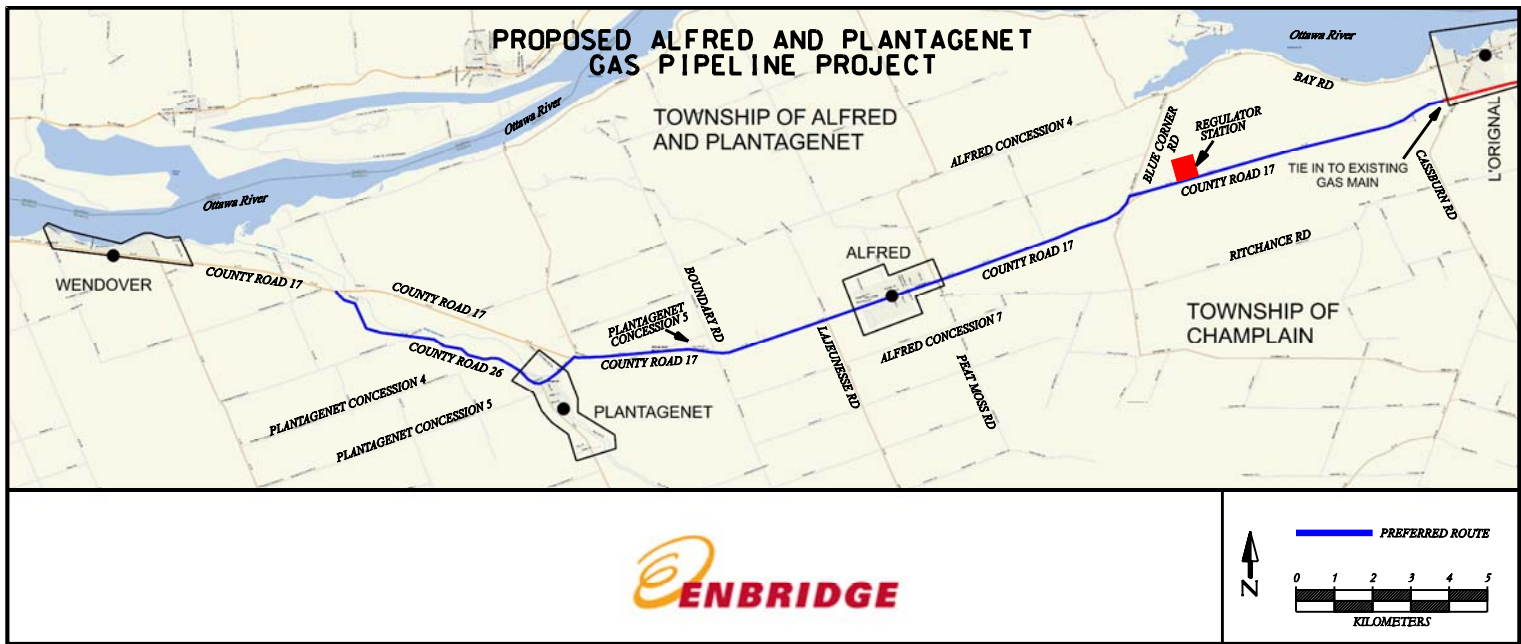 PROPOSED ALFRED AND PLANTAGENET
GAS PIPELINE PROJECT
Ottawa River
BAY RD
Ottawa River
TOWNSHIP OF ALFRED
AND PLANTAGENET
ALFRED CONCESSION 4
BLUE CORNER
RD
REGULATOR
STATION
COUNTY ROAD 17
TIE IN TO EXISTING
GAS MAIN
L'ORIGNAL
CASSBURN RD
Ottawa River
WENDOVER
COUNTY ROAD 17
COUNTY ROAD 17
PLANTAGENET
CONCESSION 5
BOUNDARY RD
ALFRED
COUNTY ROAD 17
RITCHANCE RD
TOWNSHIP OF
CHAMPLAIN
COUNTY ROAD 26
COUNTY ROAD 17
LAJEUNESSE RD
ALFRED CONCESSION 7
PEAT MOSS RD
PLANTAGENET CONCESSION 4
PLANTAGENET CONCESSION 5
PLANTAGENET
ENBRIDGE
N
PREFERRED ROUTE
0 1 2 3 4 5
KILOMETERS